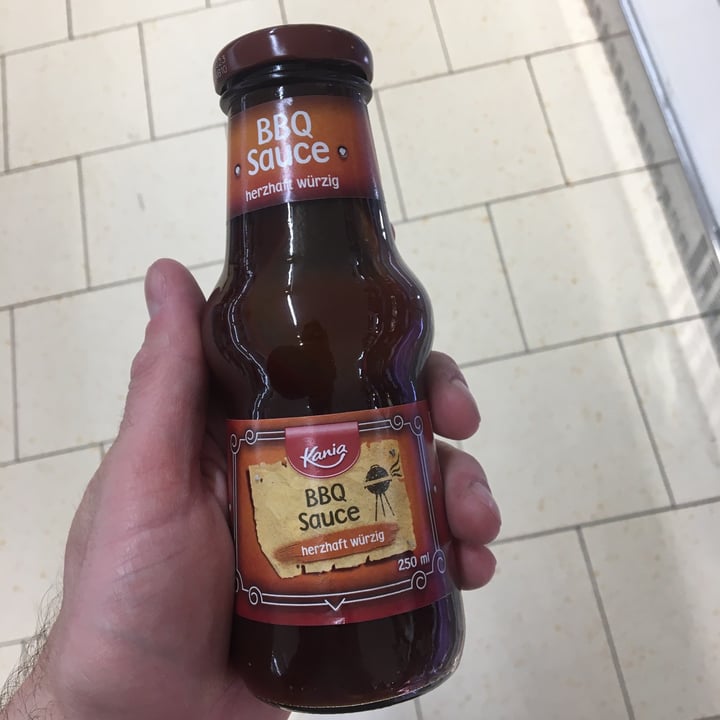 BBQ
Sauce
herzhaft würzig
Kania
BBQ
Sauce
herzhaft würzig
250 ml